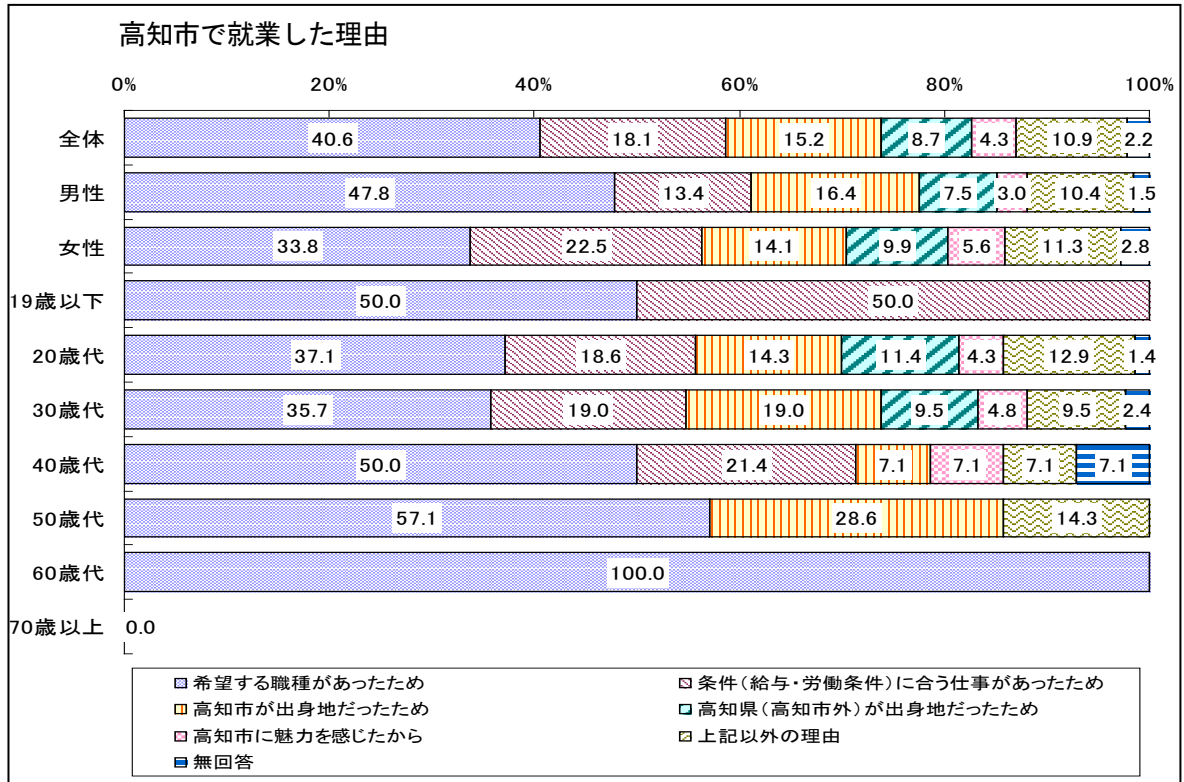 高知市で就業した理由
0% 20% 40% 60% 80% 100%
全体 40.6 18.1 15.2 8.7 4.3 10.9 2.2
男性 47.8 13.4 16.4 7.5 3.0 10.4 1.5
女性 33.8 22.5 14.1 9.9 5.6 11.3 2.8
19歳以下 50.0 50.0
20歳代 37.1 18.6 14.3 11.4 4.3 12.9 1.4
30歳代 35.7 19.0 19.0 9.5 4.8 9.5 2.4
40歳代 50.0 21.4 7.1 7.1 7.1 7.1
50歳代 57.1 28.6 14.3
60歳代 100.0
70歳以上 0.0
希望する職種があったため 条件(給与・労働条件)に合う仕事があったため
高知市が出身地だったため 高知県(高知市外)が出身地だったため
高知市に魅力を感じたから 上記以外の理由
無回答